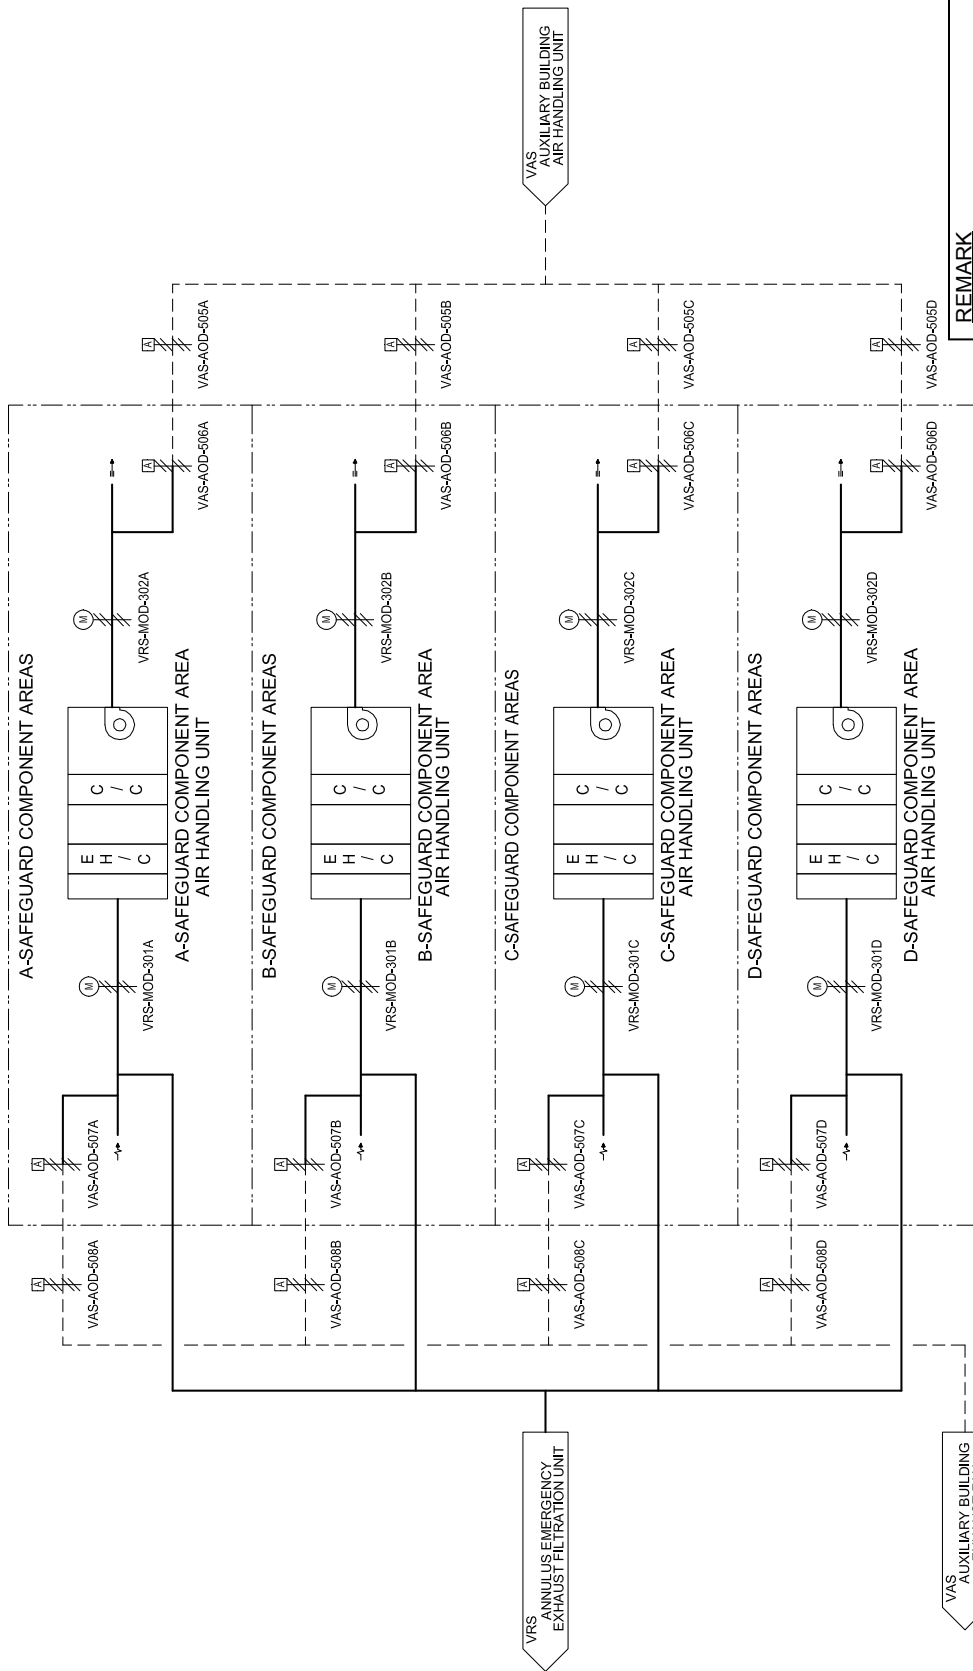 A-SAFEGUARD COMPONENT AREAS
VAS-AOD-508A
VAS-AOD-507A
VRS-MOD-301A
VRS-MOD-302A
VAS-AOD-506A
VAS-AOD-505A
A
A
M
EH/C
C/C
M
A
A
A-SAFEGUARD COMPONENT AREA
AIR HANDLING UNIT
B-SAFEGUARD COMPONENT AREAS
VAS-AOD-508B
VAS-AOD-507B
VRS-MOD-301B
VRS-MOD-302B
VAS-AOD-506B
VAS-AOD-505B
A
A
M
EH/C
C/C
M
A
A
B-SAFEGUARD COMPONENT AREA
AIR HANDLING UNIT
C-SAFEGUARD COMPONENT AREAS
VAS-AOD-508C
VAS-AOD-507C
VRS-MOD-301C
VRS-MOD-302C
VAS-AOD-506C
VAS-AOD-505C
A
A
M
EH/C
C/C
M
A
A
C-SAFEGUARD COMPONENT AREA
AIR HANDLING UNIT
D-SAFEGUARD COMPONENT AREAS
VAS-AOD-508D
VAS-AOD-507D
VRS-MOD-301D
VRS-MOD-302D
VAS-AOD-506D
VAS-AOD-505D
A
A
M
EH/C
C/C
M
A
A
D-SAFEGUARD COMPONENT AREA
AIR HANDLING UNIT
VRS
ANNULUS EMERGENCY
EXHAUST FILTRATION UNIT
VAS
AUXILIARY BUILDING
AIR HANDLING UNIT
VAS
AUXILIARY BUILDING
REMARK